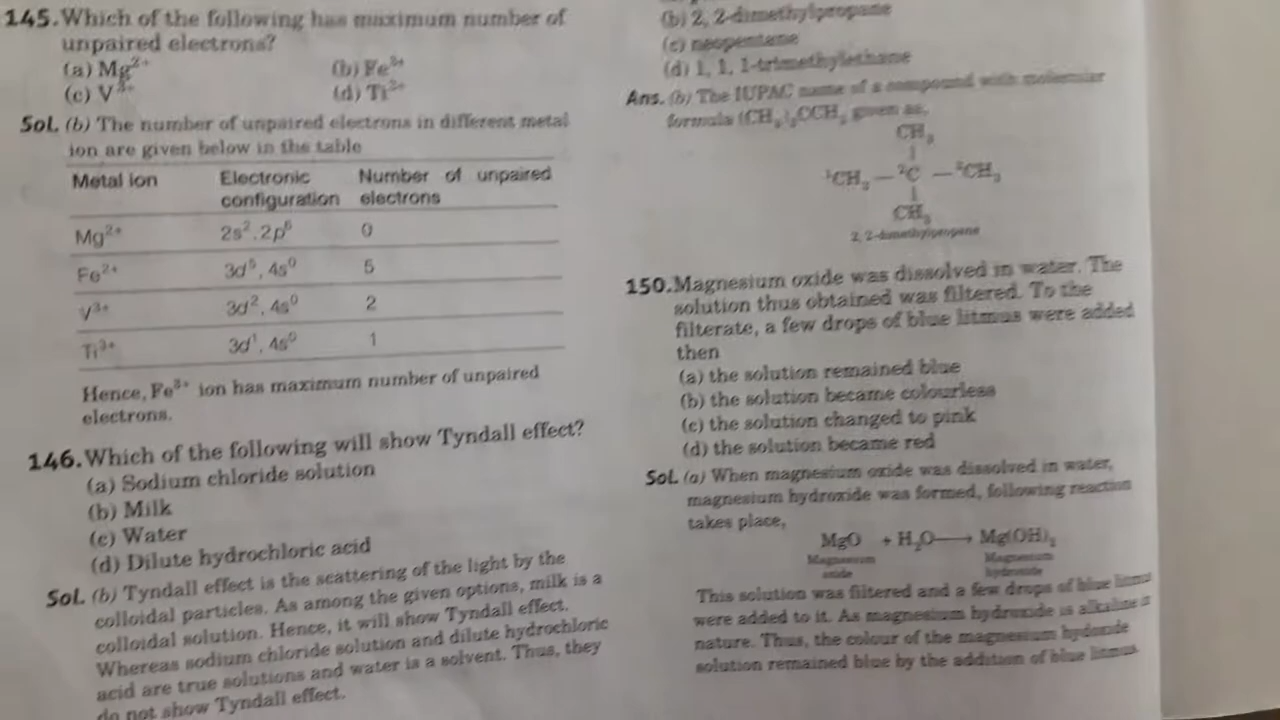 145. Which of the following has maximum number of
unpaired electrons?
(a) Mg²⁺ (b) Fe³⁺
(c) V³⁺ (d) Ti³⁺
Sol. (b) The number of unpaired electrons in different metal
ion are given below in the table
Metal ion Electronic configuration Number of unpaired electrons
Mg²⁺ 2s², 2p⁶ 0
Fe²⁺ 3d⁵, 4s⁰ 5
V³⁺ 3d², 4s⁰ 2
Ti³⁺ 3d¹, 4s⁰ 1
Hence, Fe³⁺ ion has maximum number of unpaired
electrons.
146. Which of the following will show Tyndall effect?
(a) Sodium chloride solution
(b) Milk
(c) Water
(d) Dilute hydrochloric acid
Sol. (b) Tyndall effect is the scattering of the light by the
colloidal particles. As among the given options, milk is a
colloidal solution. Hence, it will show Tyndall effect.
Whereas sodium chloride solution and dilute hydrochloric
acid are true solutions and water is a solvent. Thus, they
do not show Tyndall effect.
(b) 2, 2-dimethylpropane
(c) neopentane
(d) 1, 1, 1-trimethylethane
Ans. (b) The IUPAC name of a compound with molecular
formula (CH₃)₃CCH₃ given as,
CH₃
¹CH₃ — ²C — ³CH₃
CH₃
2, 2-dimethylpropane
150. Magnesium oxide was dissolved in water. The
solution thus obtained was filtered. To the
filterate, a few drops of blue litmus were added
then
(a) the solution remained blue
(b) the solution became colourless
(c) the solution changed to pink
(d) the solution became red
Sol. (a) When magnesium oxide was dissolved in water,
magnesium hydroxide was formed, following reaction
takes place,
MgO + H₂O ⟶ Mg(OH)₂
Magnesium oxide Magnesium hydroxide
This solution was filtered and a few drops of blue litmus
were added to it. As magnesium hydroxide is alkaline
nature. Thus, the colour of the magnesium hydroxide
solution remained blue by the addition of blue litmus